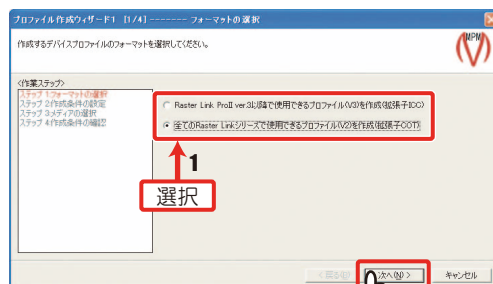 プロファイル作成ウィザード1 [1/4] ------- フォーマットの選択
作成するデバイスプロファイルのフォーマットを選択してください。
MPM
<作業ステップ>
ステップ 1:フォーマットの選択
ステップ 2:作成条件の設定
ステップ 3:メディアの選択
ステップ 4:作成条件の確認
Raster Link ProII ver.3以降で使用できるプロファイル(V3)を作成(拡張子ICC)
全てのRaster Linkシリーズで使用できるプロファイル(V2)を作成(拡張子COT)
1
選択
< 戻る(B)
次へ(N) >
キャンセル